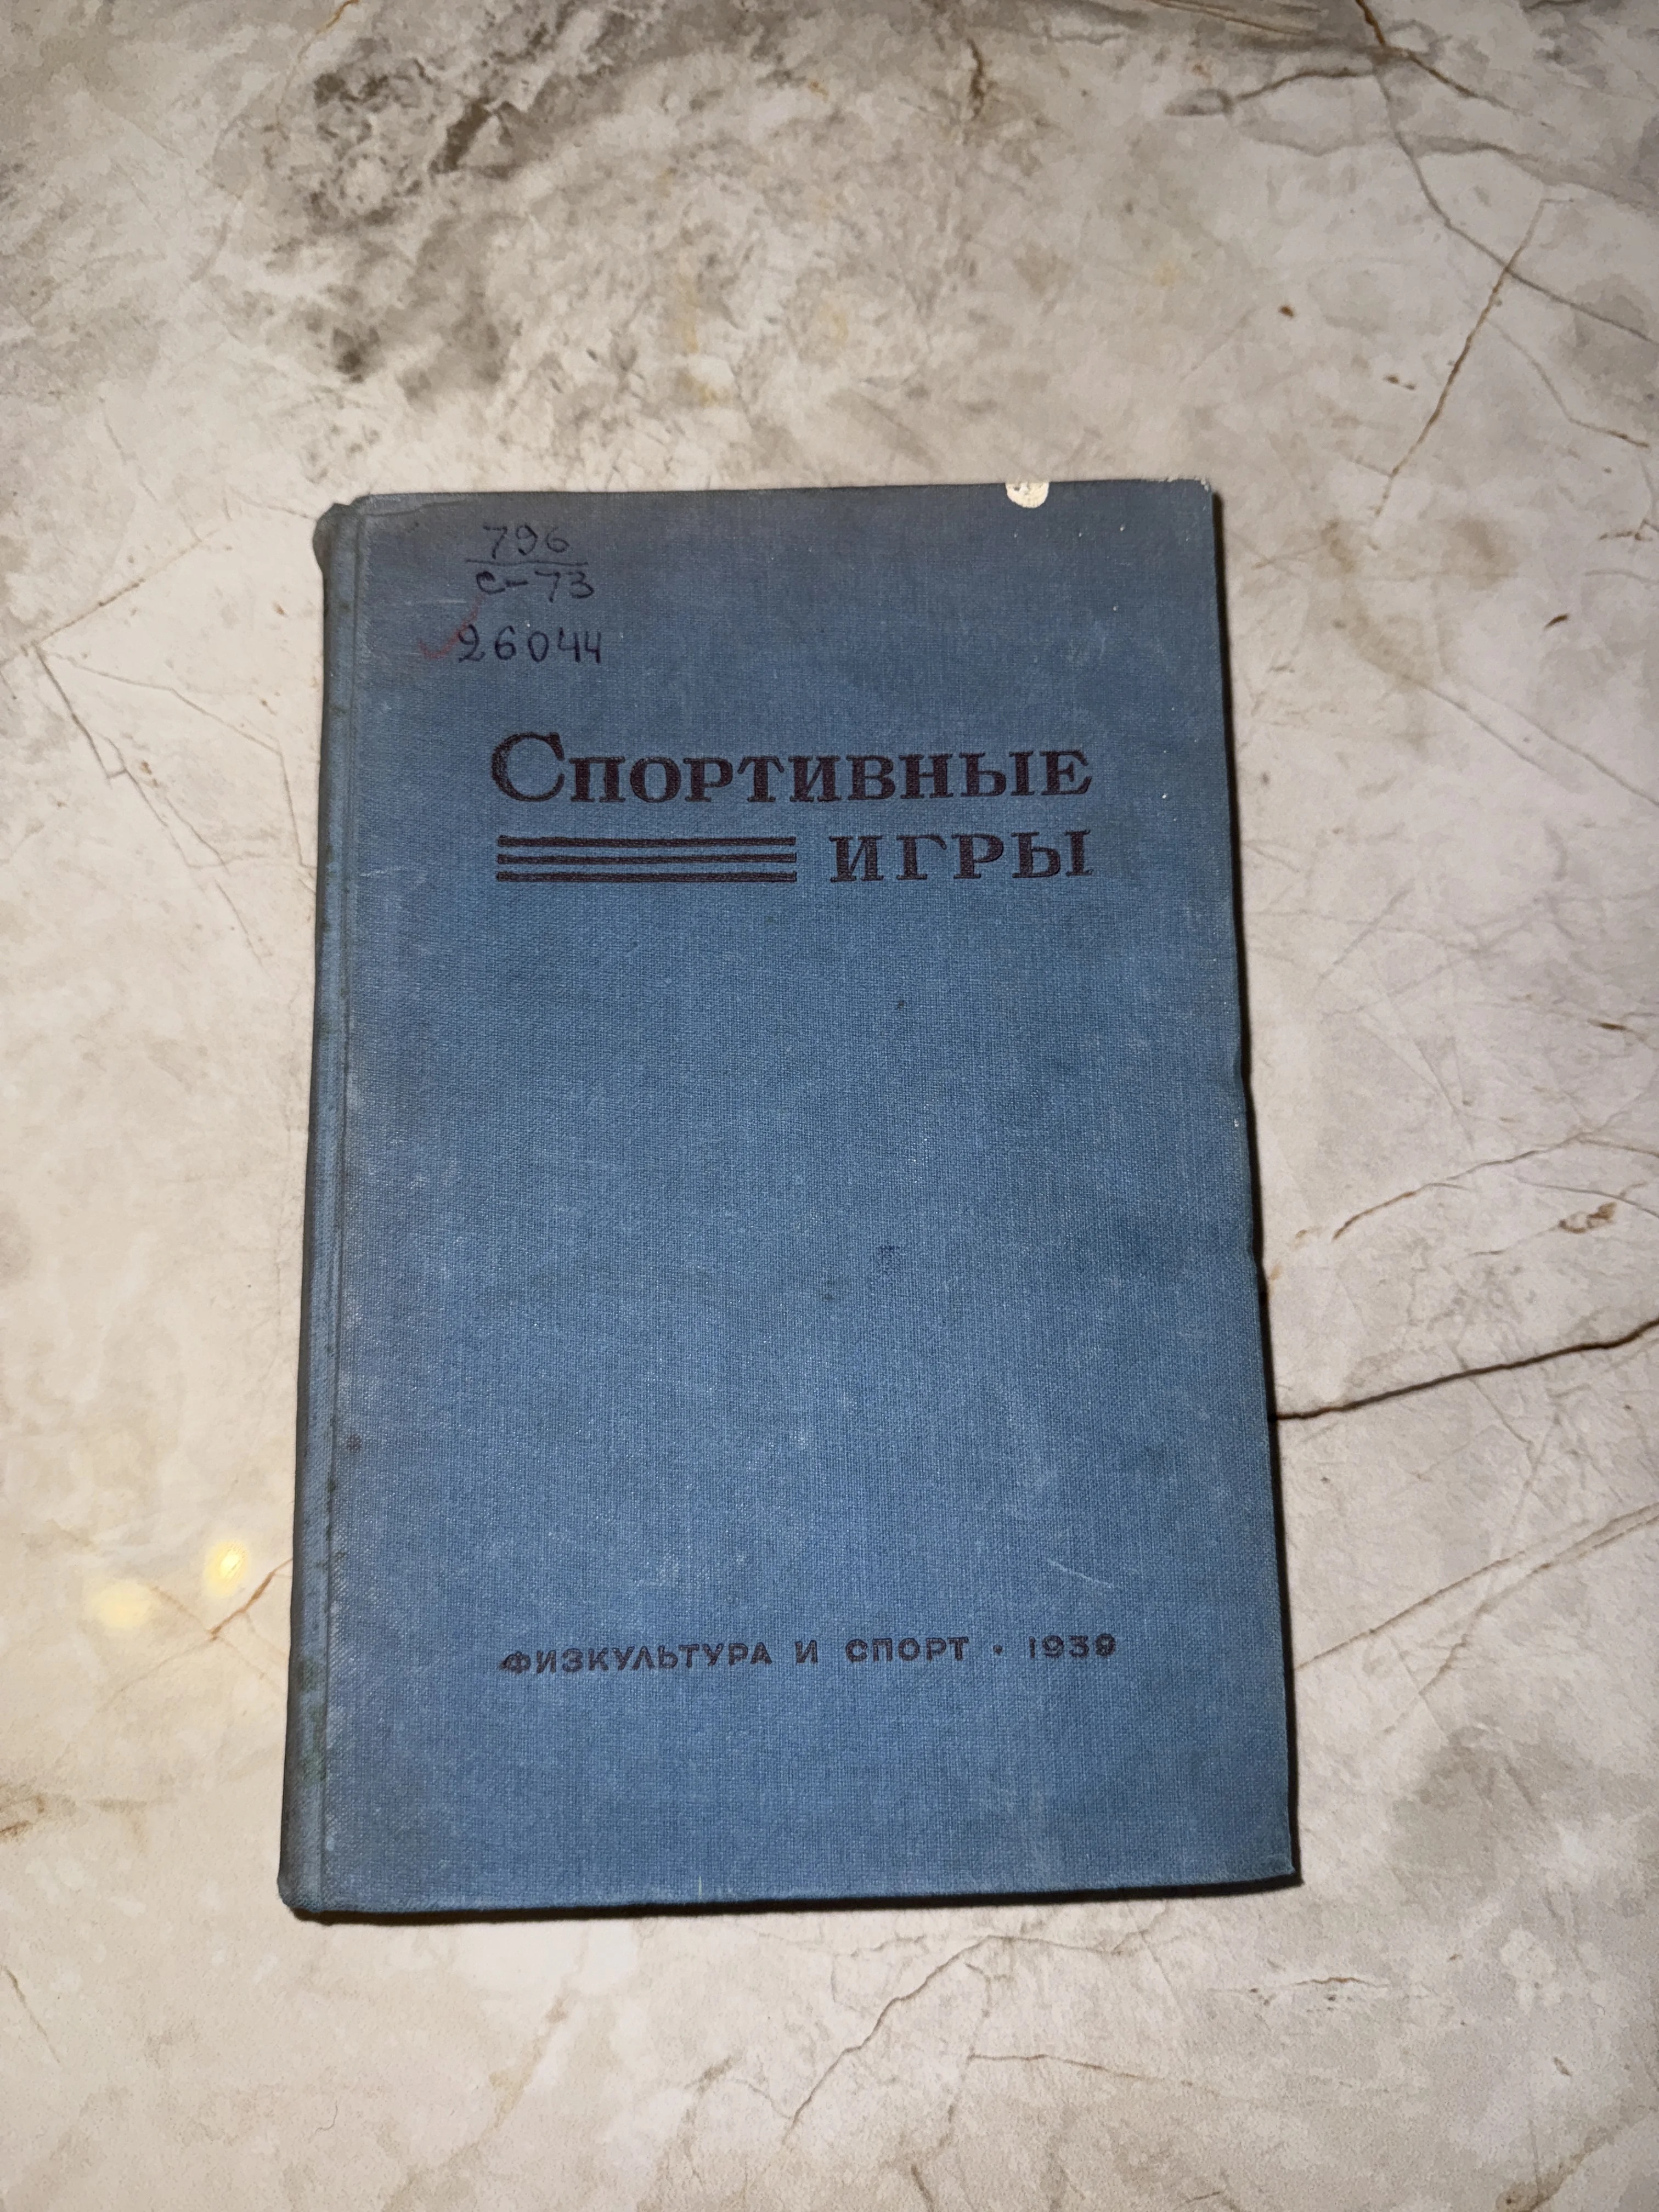 796
с-73
26044
Спортивные
игры
ФИЗКУЛЬТУРА И СПОРТ · 1939